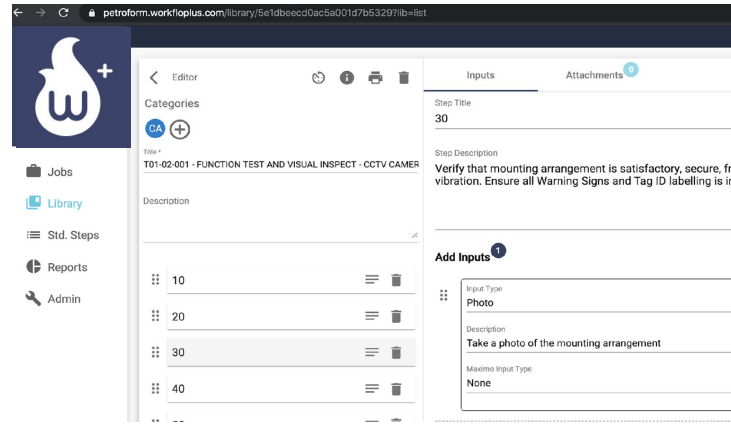 petroform.workfloplus.com/library/5e1dbeecd0ac5a001d7b5329?lib=list
W+
Jobs
Library
Std. Steps
Reports
Admin
Editor
Categories
CA
Title *
T01-02-001 - FUNCTION TEST AND VISUAL INSPECT - CCTV CAMER
Description
10
20
30
40
Inputs
Attachments
0
Step Title
30
Step Description
Verify that mounting arrangement is satisfactory, secure, fr
vibration. Ensure all Warning Signs and Tag ID labelling is i
Add Inputs
1
Input Type
Photo
Description
Take a photo of the mounting arrangement
Maximo Input Type
None